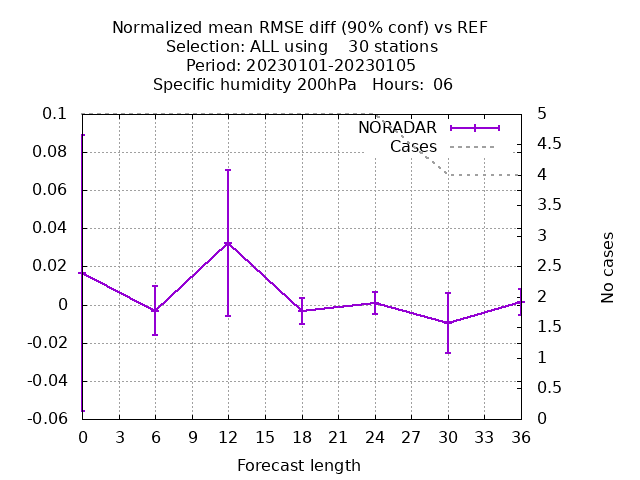 Normalized mean RMSE diff (90% conf) vs REF
Selection: ALL using    30 stations
Period: 20230101-20230105
Specific humidity 200hPa   Hours:  06
NORADAR
Cases
0.1
0.08
0.06
0.04
0.02
0
-0.02
-0.04
-0.06
5
4.5
4
3.5
3
2.5
2
1.5
1
0.5
0
No cases
0 3 6 9 12 15 18 21 24 27 30 33 36
Forecast length